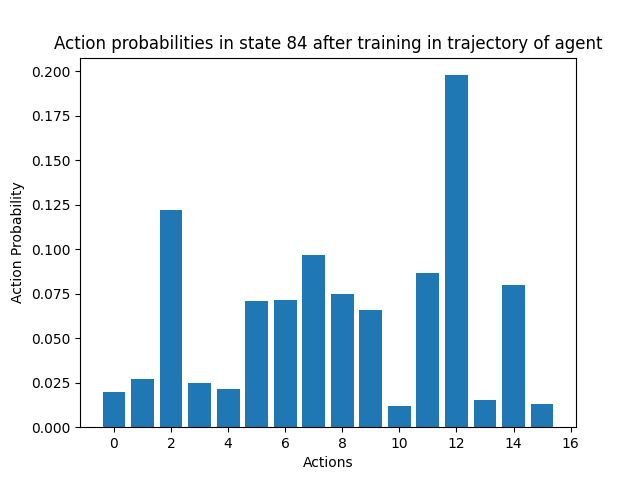 Action probabilities in state 84 after training in trajectory of agent
0.200
0.175
0.150
0.125
0.100
0.075
0.050
0.025
0.000
Action Probability
0 2 4 6 8 10 12 14 16
Actions